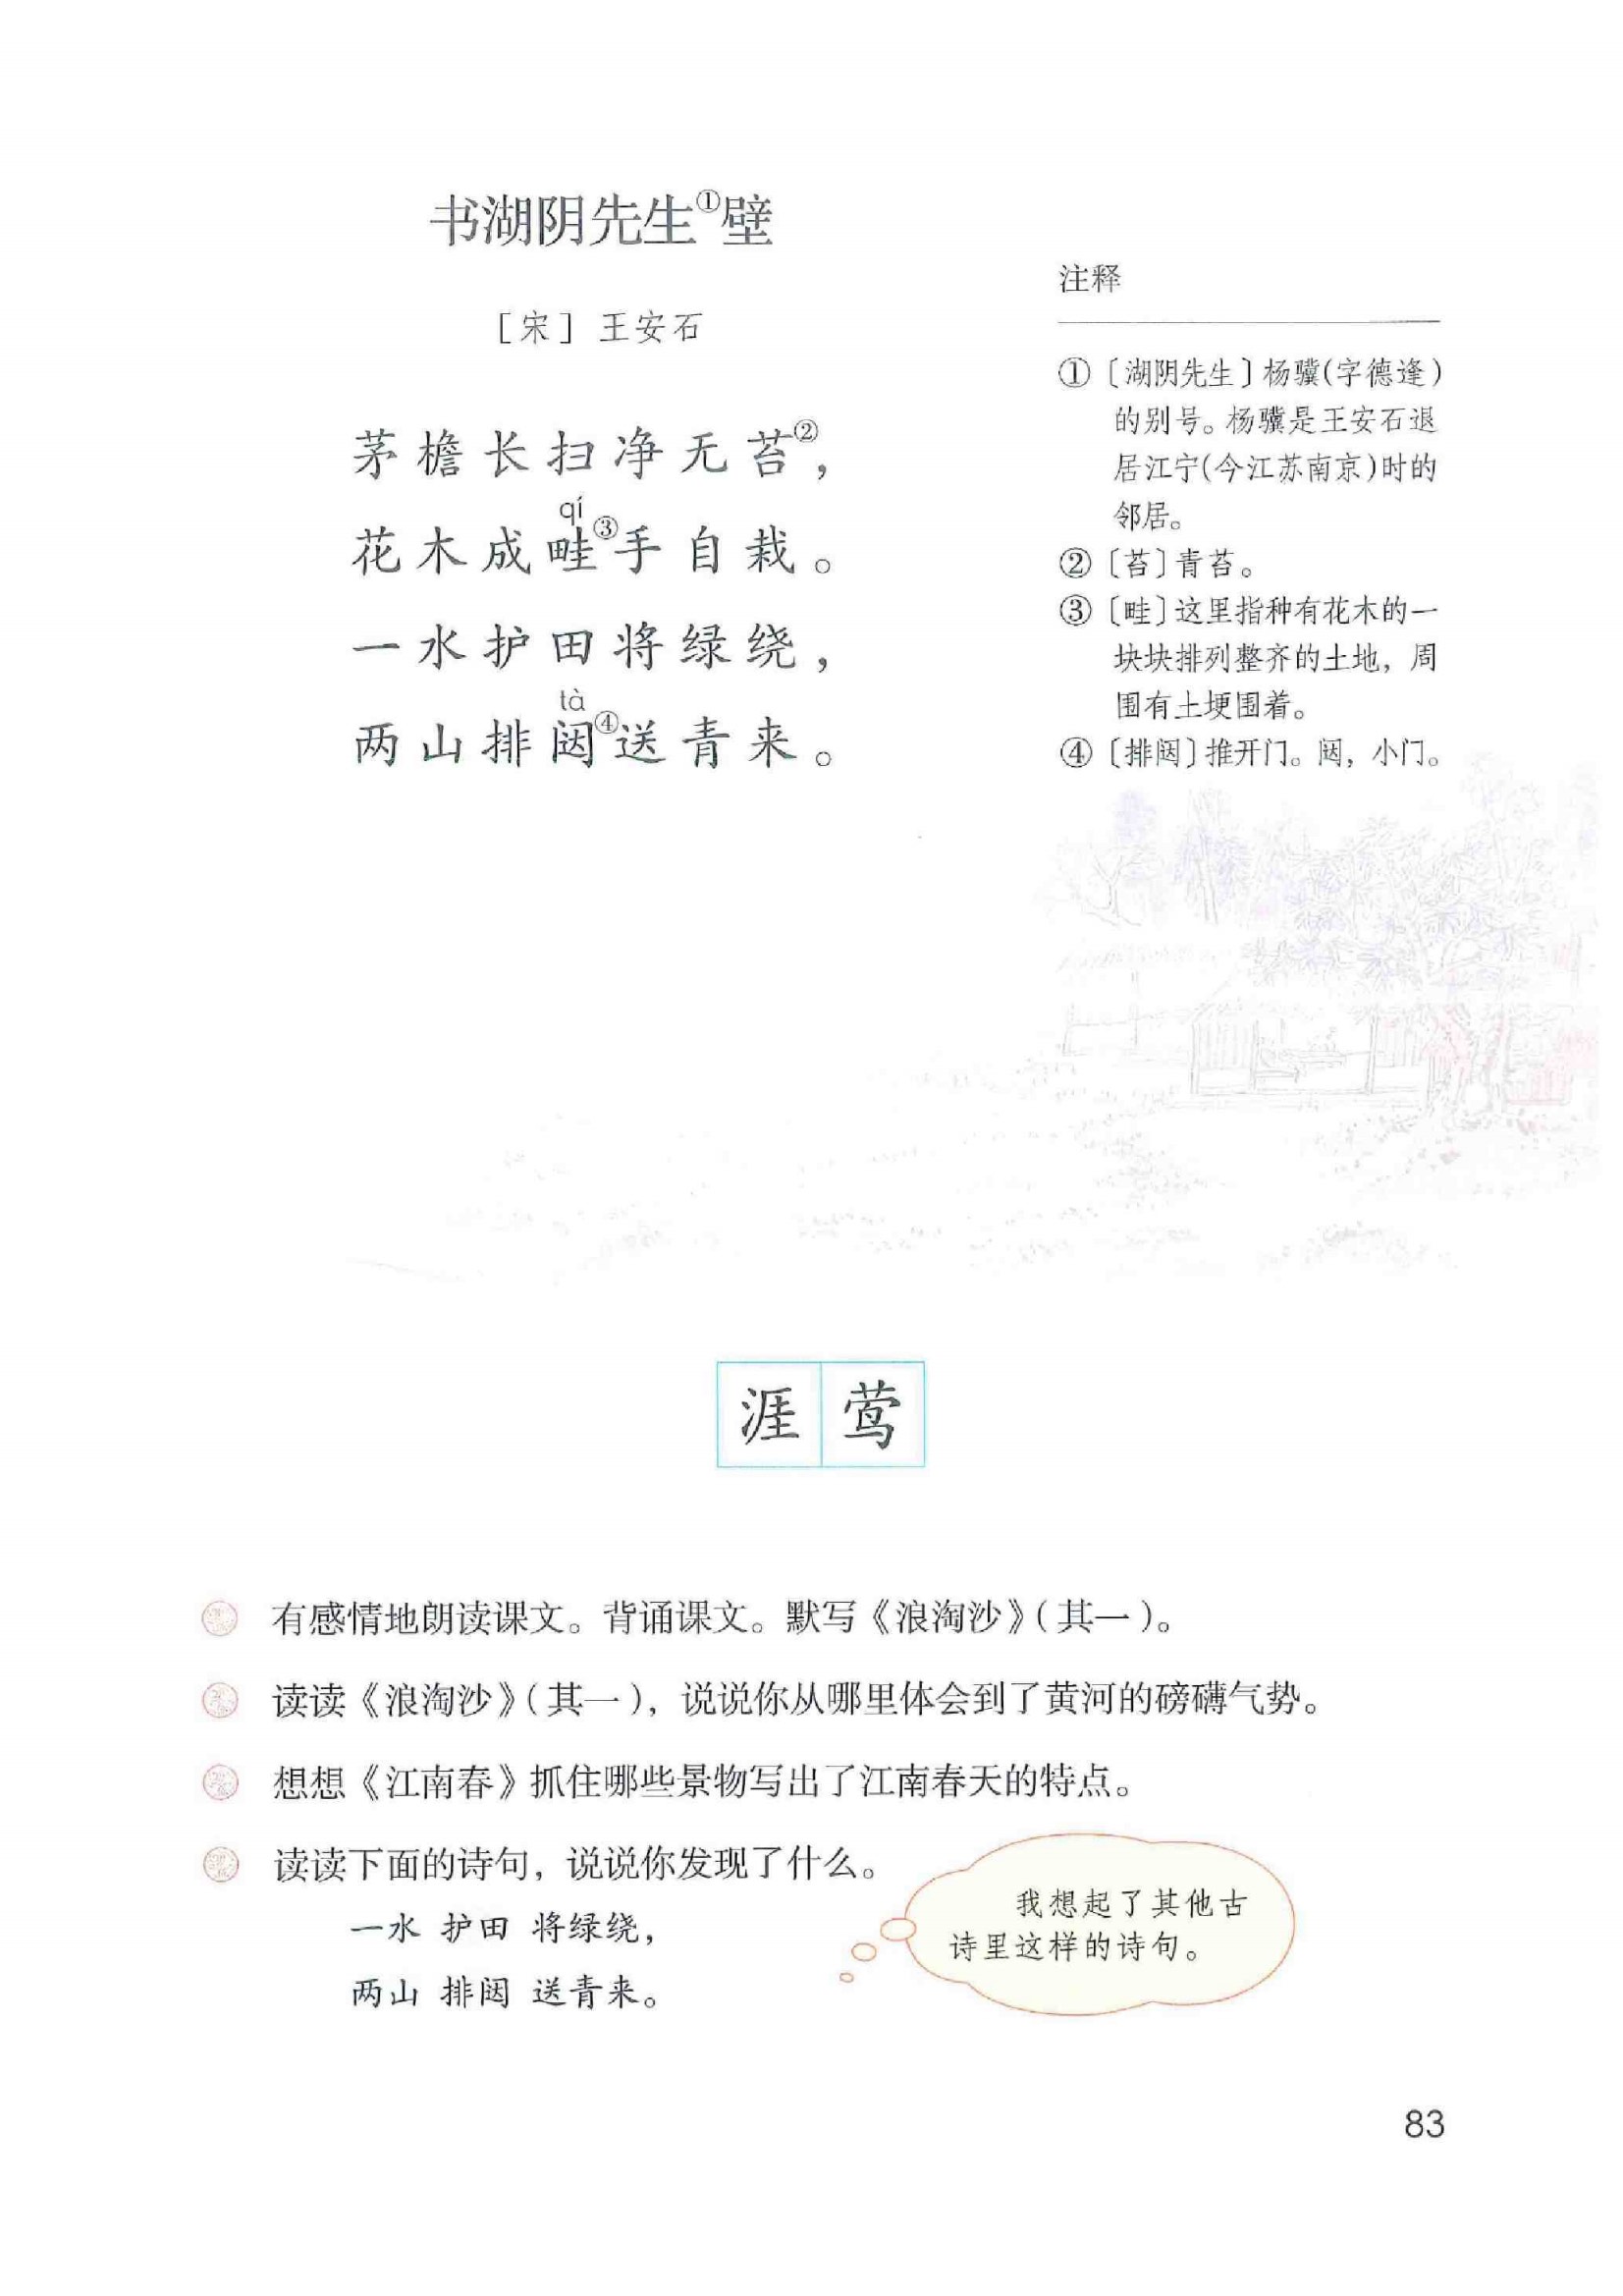 书湖阴先生①壁
［宋］王安石
茅檐长扫净无苔②，
qí
花木成畦③手自栽。
一水护田将绿绕，
tà
两山排闼④送青来。
注释
①〔湖阴先生〕杨骥(字德逢)
的别号。杨骥是王安石退
居江宁(今江苏南京)时的
邻居。
②〔苔〕青苔。
③〔畦〕这里指种有花木的一
块块排列整齐的土地，周
围有土埂围着。
④〔排闼〕推开门。闼，小门。
涯 莺
有感情地朗读课文。背诵课文。默写《浪淘沙》(其一)。
读读《浪淘沙》(其一)，说说你从哪里体会到了黄河的磅礴气势。
想想《江南春》抓住哪些景物写出了江南春天的特点。
读读下面的诗句，说说你发现了什么。
一水 护田 将绿绕，
两山 排闼 送青来。
我想起了其他古
诗里这样的诗句。
83